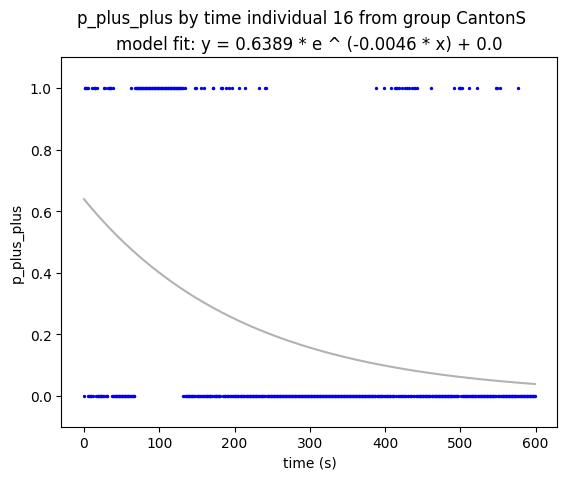 p_plus_plus by time individual 16 from group CantonS
model fit: y = 0.6389 * e ^ (-0.0046 * x) + 0.0
1.0
0.8
0.6
0.4
0.2
0.0
p_plus_plus
0 100 200 300 400 500 600
time (s)